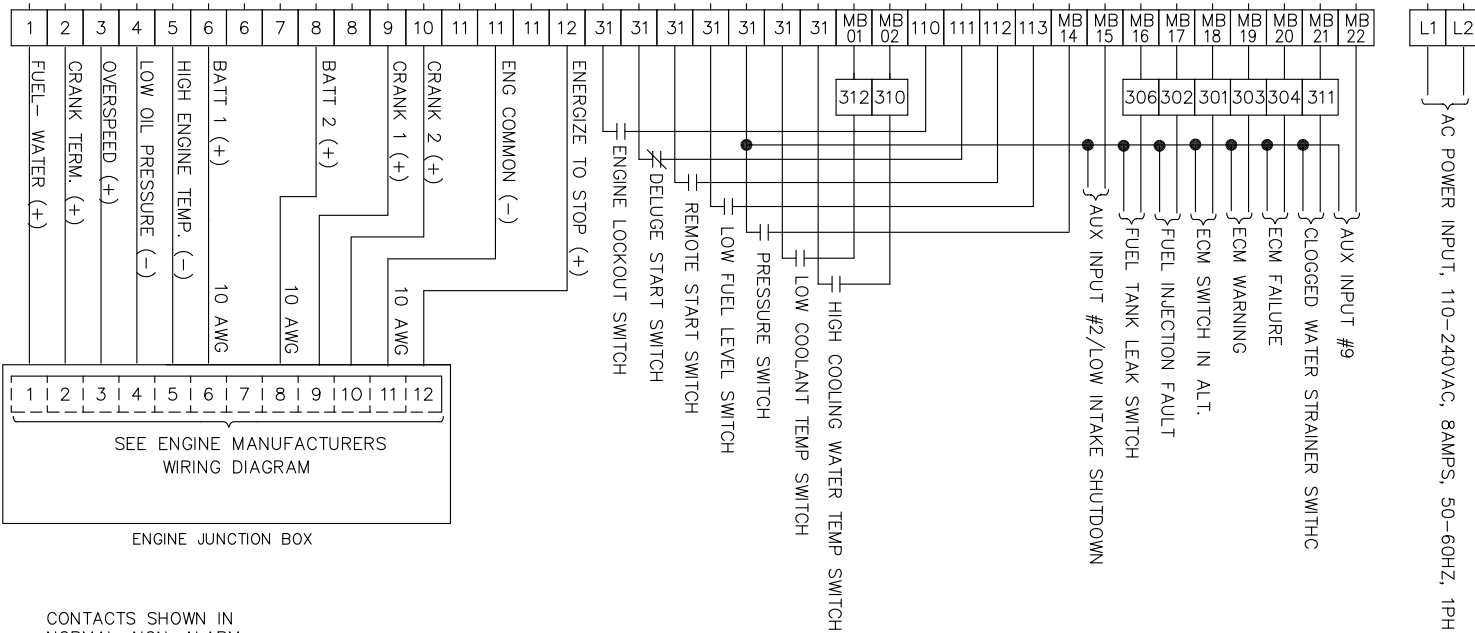 1 2 3 4 5 6 6 6 8 8 9 10 11 11 11 12 31 31 31 31 31 31 31 MB 01 MB 02 110 111 112 113 MB 14 MB 15 MB 16 MB 17 MB 18 MB 19 MB 20 MB 21 MB 22 L1 L2
312 310 306 302 301 303 304 311
FUEL- WATER (+)
CRANK TERM. (+)
OVERSPEED (+)
LOW OIL PRESSURE (-)
HIGH ENGINE TEMP. (-)
BATT 1 (+)
BATT 2 (+)
CRANK 1 (+)
CRANK 2 (+)
ENG COMMON (-)
ENERGIZE TO STOP (+)
10 AWG
10 AWG
10 AWG
ENGINE LOCKOUT SWITCH
DELUGE START SWITCH
REMOTE START SWITCH
LOW FUEL LEVEL SWITCH
PRESSURE SWITCH
LOW COOLANT TEMP SWITCH
HIGH COOLING WATER TEMP SWITCH
AUX INPUT #2/LOW INTAKE SHUTDOWN
FUEL TANK LEAK SWITCH
FUEL INJECTION FAULT
ECM SWITCH IN ALT.
ECM WARNING
ECM FAILURE
CLOGGED WATER STRAINER SWITHC
AUX INPUT #9
AC POWER INPUT, 110-240VAC, 8AMPS, 50-60HZ, 1PH
1 2 3 4 5 6 7 8 9 10 11 12
SEE ENGINE MANUFACTURERS
WIRING DIAGRAM
ENGINE JUNCTION BOX
CONTACTS SHOWN IN
NORMAL NON-ALARM